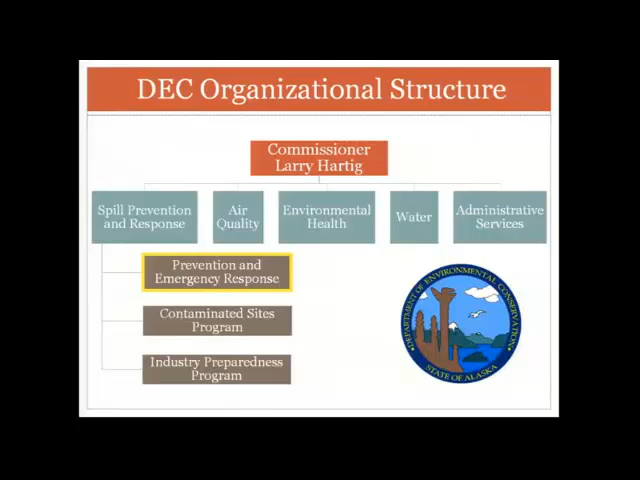 DEC Organizational Structure
Commissioner
Larry Hartig
Spill Prevention
and Response
Air
Quality
Environmental
Health
Water
Administrative
Services
Prevention and
Emergency Response
Contaminated Sites
Program
Industry Preparedness
Program
DEPARTMENT OF ENVIRONMENTAL CONSERVATION
STATE OF ALASKA